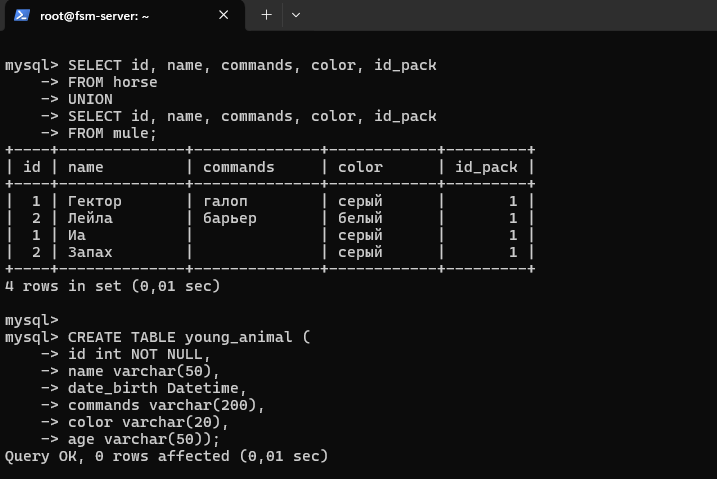 root@fsm-server: ~
mysql> SELECT id, name, commands, color, id_pack
    -> FROM horse
    -> UNION
    -> SELECT id, name, commands, color, id_pack
    -> FROM mule;
+----+--------------+--------------+------------+---------+
| id | name         | commands     | color      | id_pack |
+----+--------------+--------------+------------+---------+
|  1 | Гектор       | галоп        | серый      |       1 |
|  2 | Лейла        | барьер       | белый      |       1 |
|  1 | Иа           |              | серый      |       1 |
|  2 | Запах        |              | серый      |       1 |
+----+--------------+--------------+------------+---------+
4 rows in set (0,01 sec)
mysql>
mysql> CREATE TABLE young_animal (
    -> id int NOT NULL,
    -> name varchar(50),
    -> date_birth Datetime,
    -> commands varchar(200),
    -> color varchar(20),
    -> age varchar(50));
Query OK, 0 rows affected (0,01 sec)